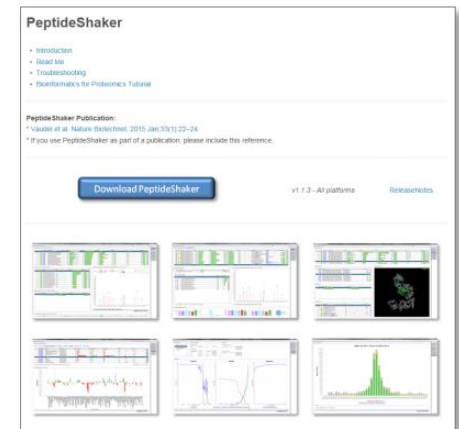 PeptideShaker
Introduction
Read Me
Troubleshooting
Bioinformatics for Proteomics Tutorial
PeptideShaker Publication:
* Vaudel et al. Nature Biotechnol. 2015 Jan;33(1):22–24.
* If you use PeptideShaker as part of a publication, please include this reference.
Download PeptideShaker v1.1.3 - All platforms ReleaseNotes